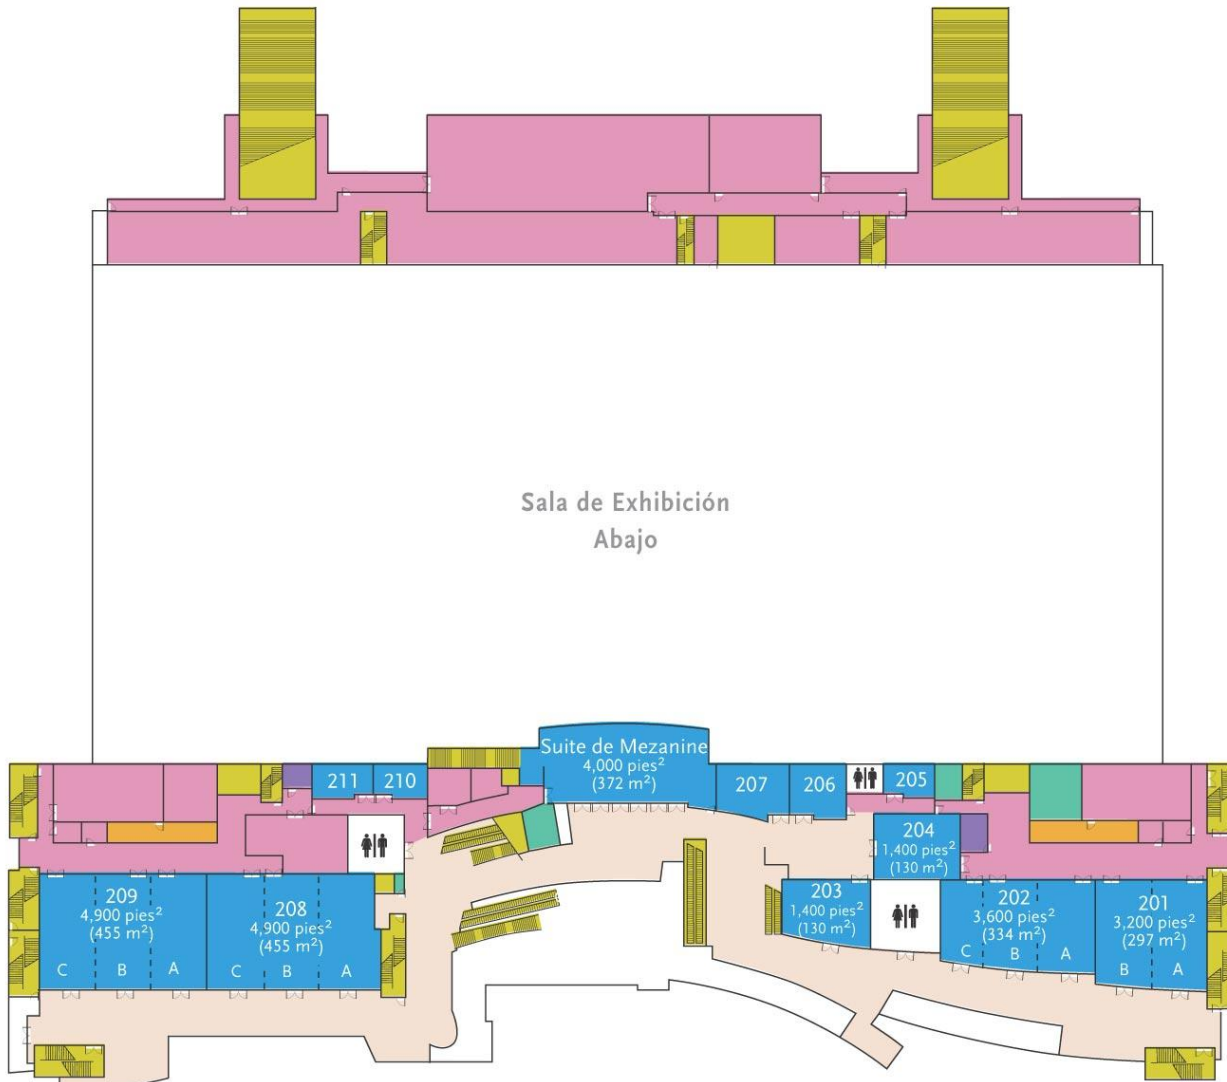 Sala de Exhibición
Abajo
Suite de Mezanine
4,000 pies²
(372 m²)
211
210
207
206
205
204
1,400 pies²
(130 m²)
203
1,400 pies²
(130 m²)
202
3,600 pies²
(334 m²)
C
B
A
201
3,200 pies²
(297 m²)
B
A
209
4,900 pies²
(455 m²)
C
B
A
208
4,900 pies²
(455 m²)
C
B
A